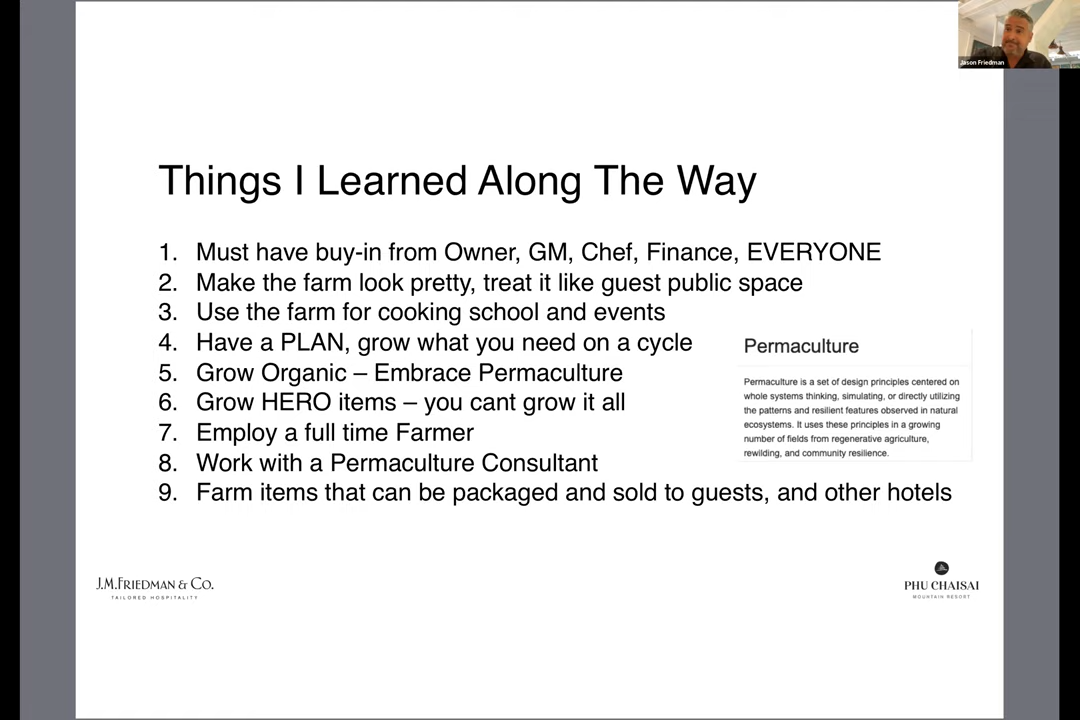 Jason Friedman
Things I Learned Along The Way
1. Must have buy-in from Owner, GM, Chef, Finance, EVERYONE
2. Make the farm look pretty, treat it like guest public space
3. Use the farm for cooking school and events
4. Have a PLAN, grow what you need on a cycle
5. Grow Organic – Embrace Permaculture
6. Grow HERO items – you cant grow it all
7. Employ a full time Farmer
8. Work with a Permaculture Consultant
9. Farm items that can be packaged and sold to guests, and other hotels
Permaculture
Permaculture is a set of design principles centered on
whole systems thinking, simulating, or directly utilizing
the patterns and resilient features observed in natural
ecosystems. It uses these principles in a growing
number of fields from regenerative agriculture,
rewilding, and community resilience.
J.M.FRIEDMAN & CO.
TAILORED HOSPITALITY
PHU CHAISAI
MOUNTAIN RESORT